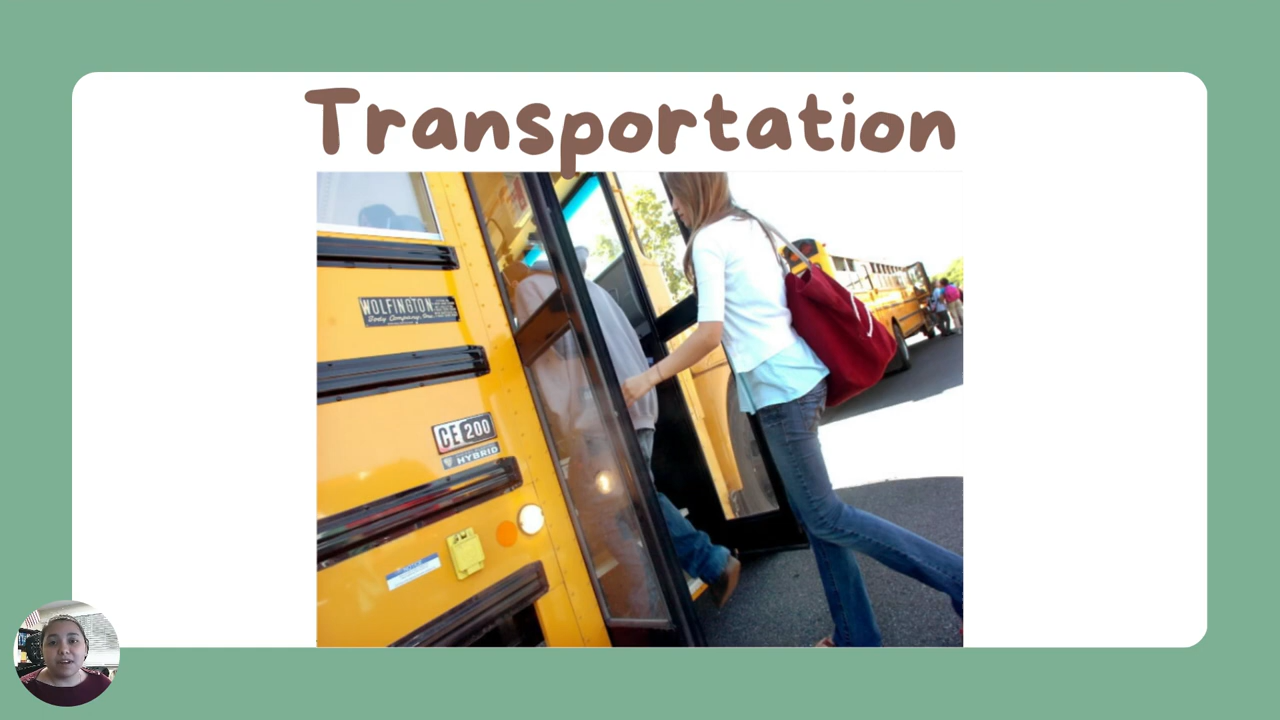 Transportation
WOLFINGTON
Body Company, Inc.
CE 200
HYBRID